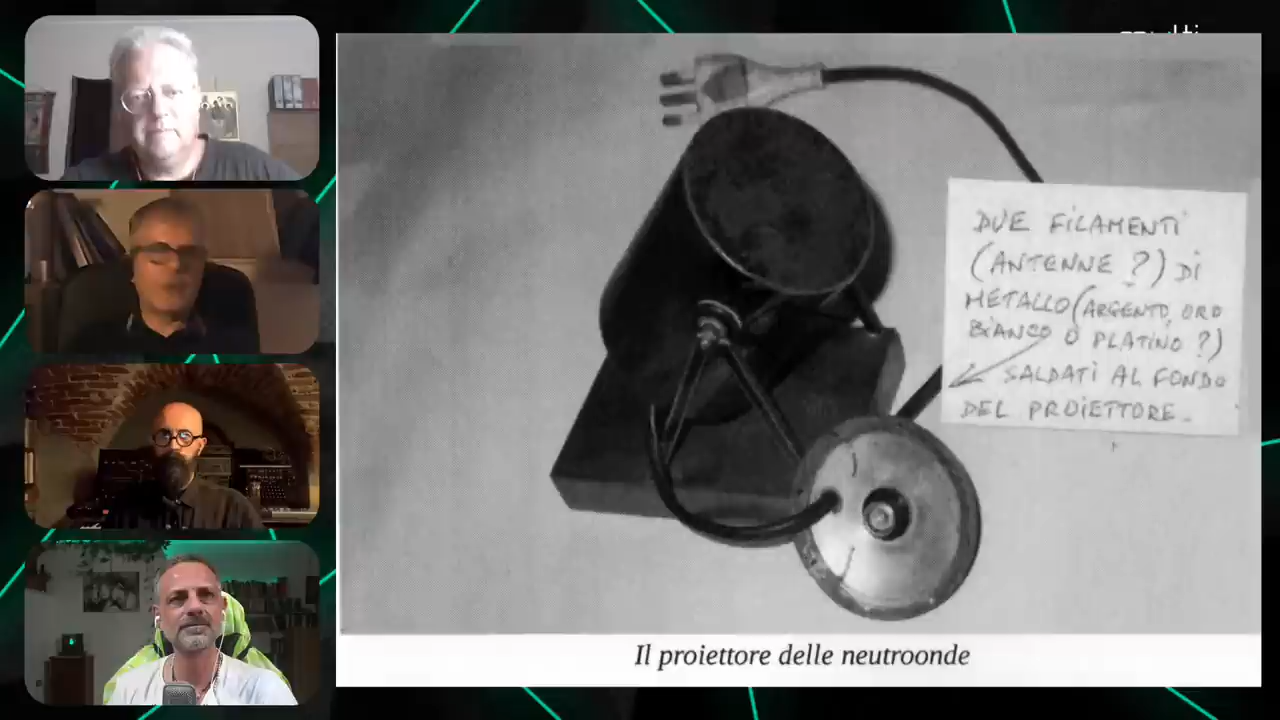 DUE FILAMENTI
(ANTENNE ?) DI
METALLO (ARGENTO, ORO
BIANCO O PLATINO ?)
SALDATI AL FONDO
DEL PROIETTORE.
Il proiettore delle neutroonde